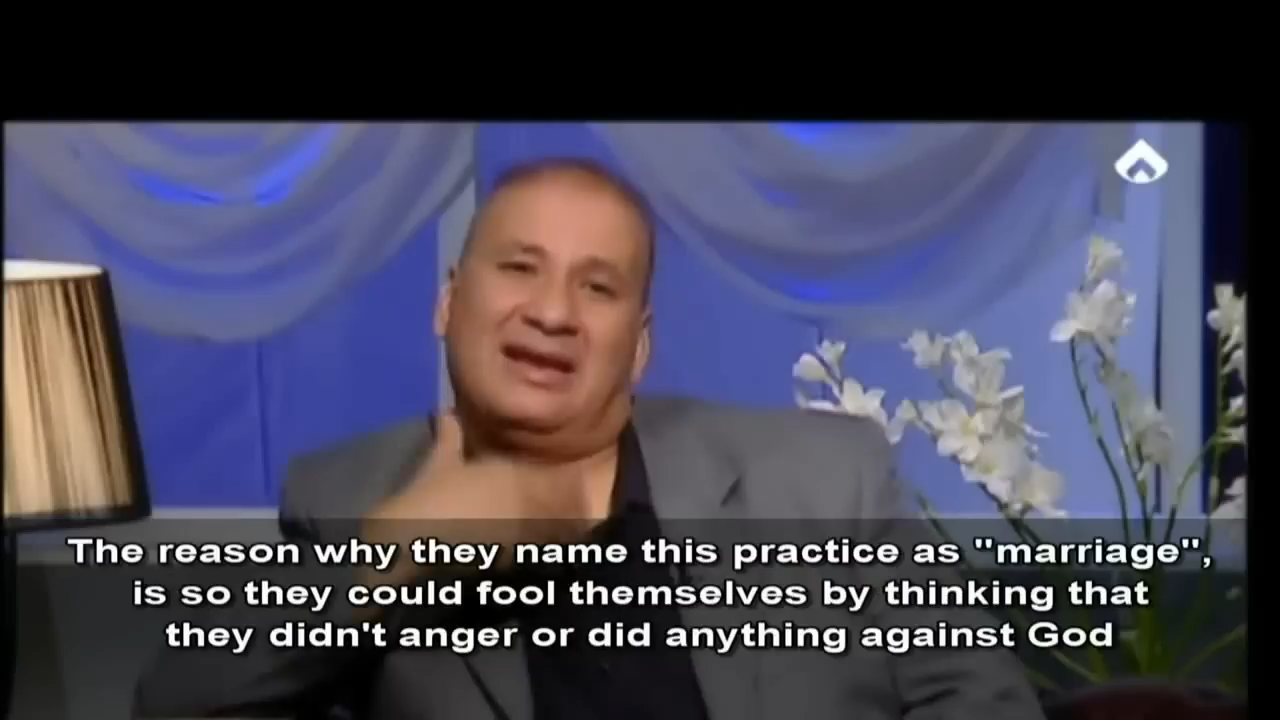 The reason why they name this practice as "marriage",
is so they could fool themselves by thinking that
they didn't anger or did anything against God